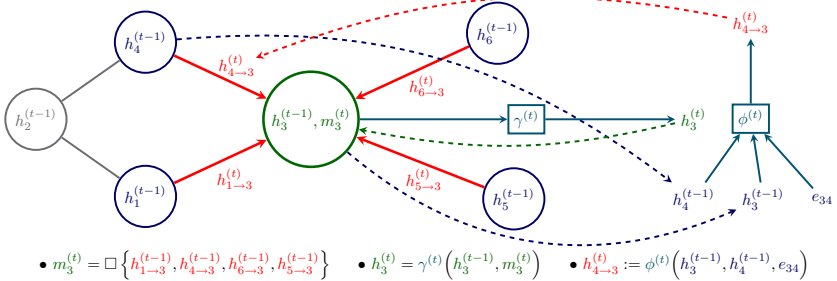 h_4^{(t-1)}
h_6^{(t-1)}
h_{4→3}^{(t)}
h_{4→3}^{(t)}
h_{6→3}^{(t)}
h_2^{(t-1)}
h_3^{(t-1)}, m_3^{(t)}
γ^{(t)}
h_3^{(t)}
ϕ^{(t)}
h_{1→3}^{(t)}
h_{5→3}^{(t)}
h_1^{(t-1)}
h_5^{(t-1)}
h_4^{(t-1)}
h_3^{(t-1)}
e_{34}
• m_3^{(t)} = □ { h_{1→3}^{(t-1)}, h_{4→3}^{(t-1)}, h_{6→3}^{(t-1)}, h_{5→3}^{(t-1)} } • h_3^{(t)} = γ^{(t)} ( h_3^{(t-1)}, m_3^{(t)} ) • h_{4→3}^{(t)} := ϕ^{(t)} ( h_3^{(t-1)}, h_4^{(t-1)}, e_{34} )